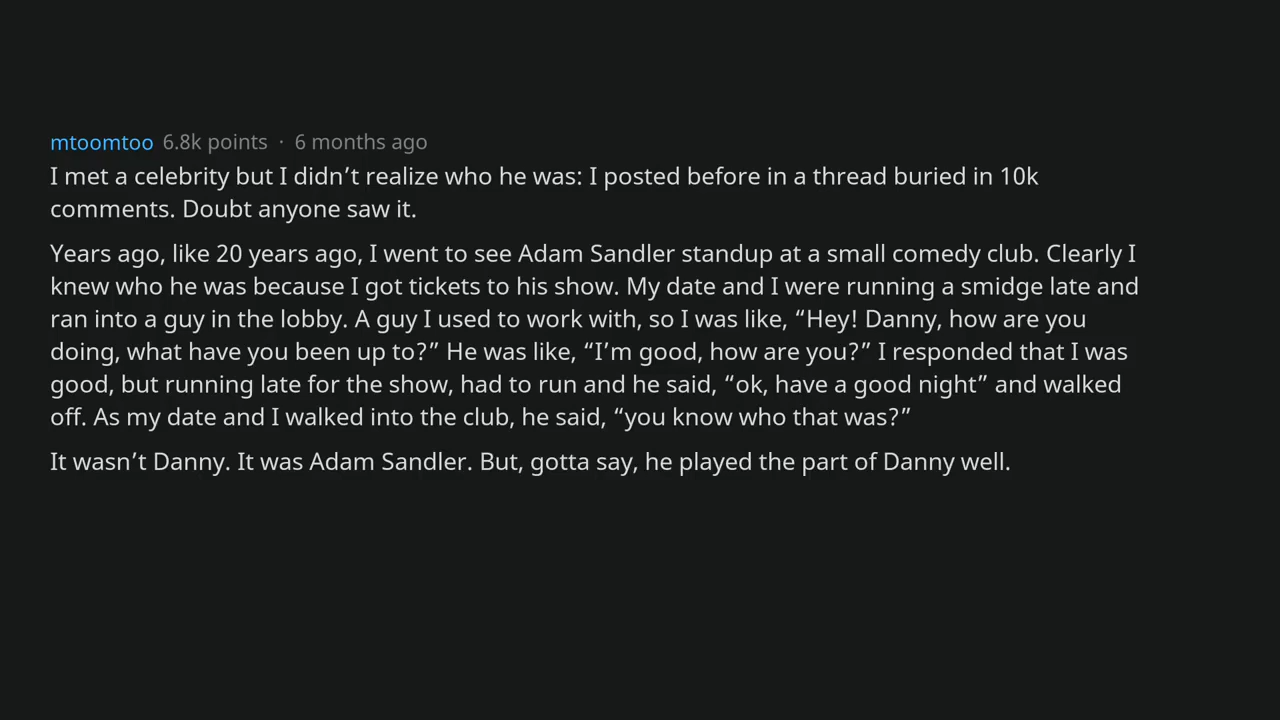 mtoomtoo 6.8k points · 6 months ago
I met a celebrity but I didn’t realize who he was: I posted before in a thread buried in 10k
comments. Doubt anyone saw it.
Years ago, like 20 years ago, I went to see Adam Sandler standup at a small comedy club. Clearly I
knew who he was because I got tickets to his show. My date and I were running a smidge late and
ran into a guy in the lobby. A guy I used to work with, so I was like, “Hey! Danny, how are you
doing, what have you been up to?” He was like, “I’m good, how are you?” I responded that I was
good, but running late for the show, had to run and he said, “ok, have a good night” and walked
off. As my date and I walked into the club, he said, “you know who that was?”
It wasn’t Danny. It was Adam Sandler. But, gotta say, he played the part of Danny well.